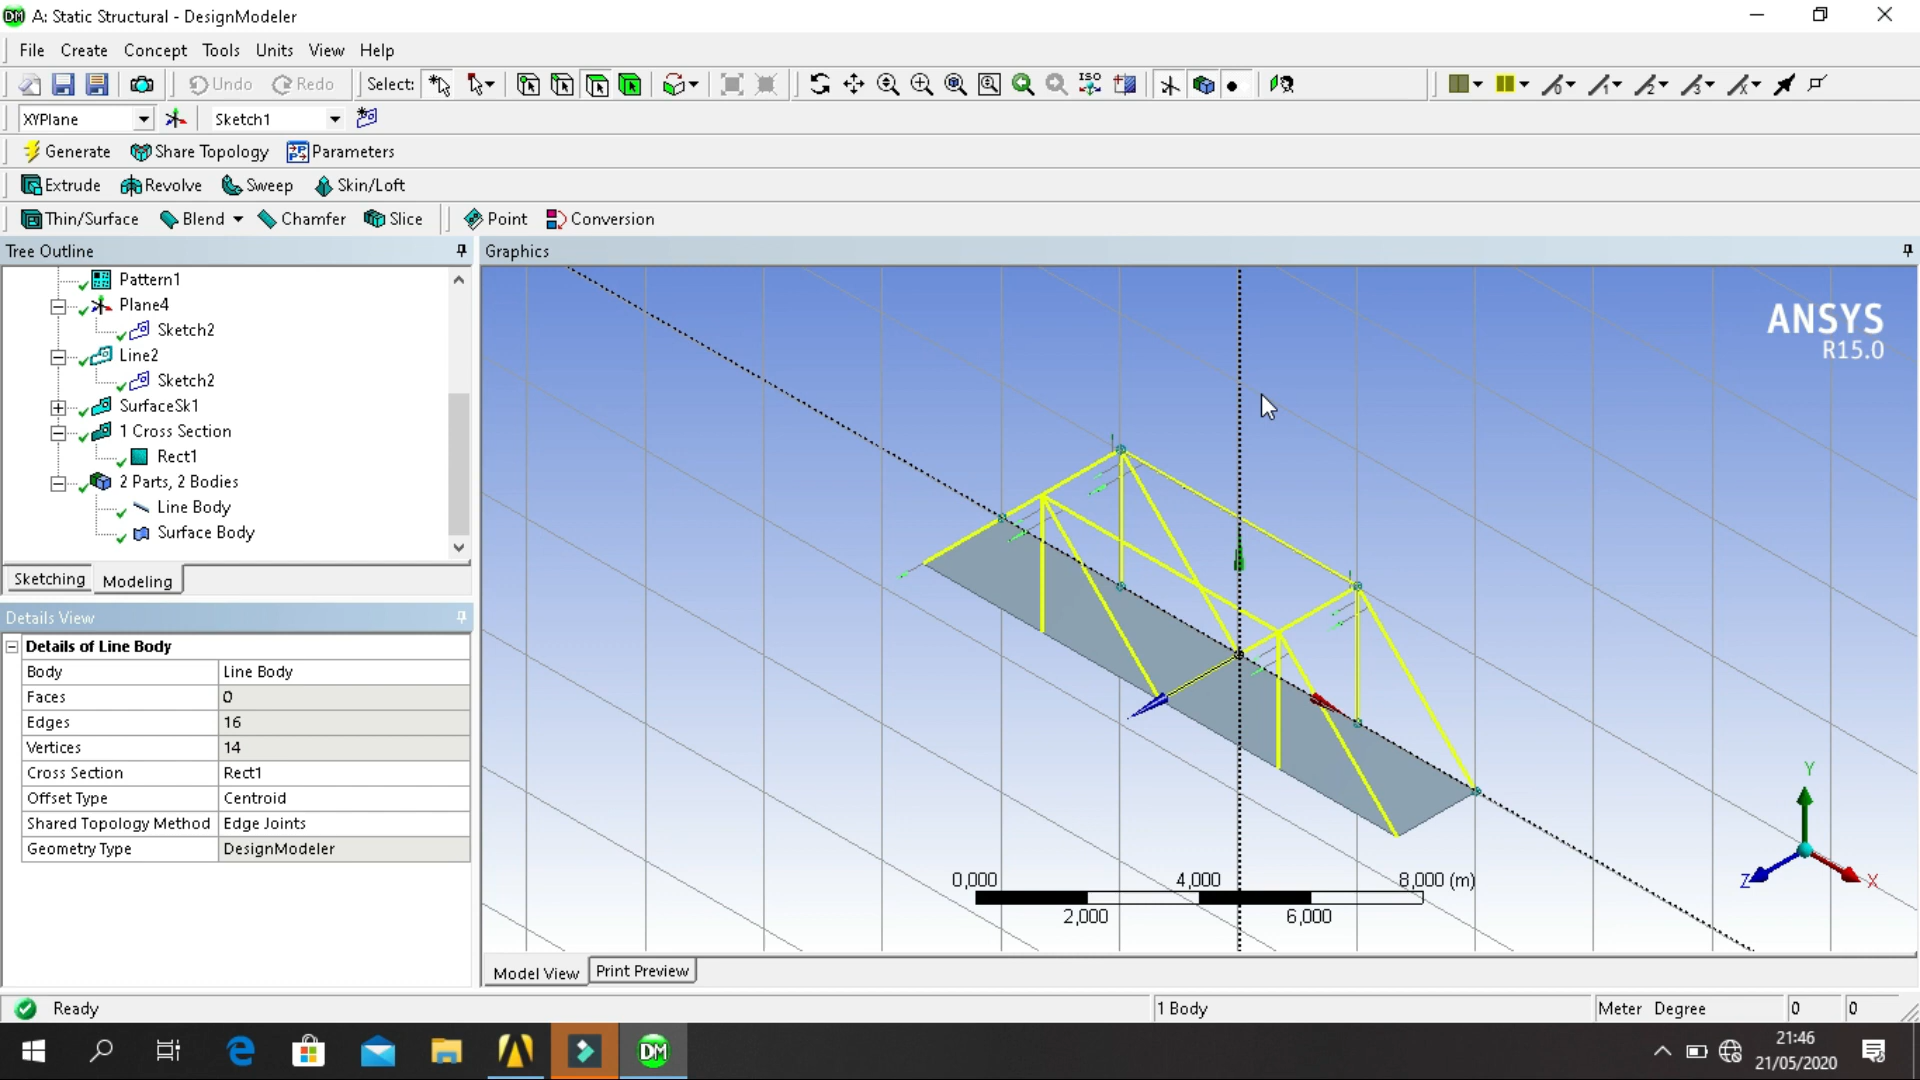 DM A: Static Structural - DesignModeler
File Create Concept Tools Units View Help
Undo Redo Select: ISO
XYPlane Sketch1
Generate Share Topology Parameters
Extrude Revolve Sweep Skin/Loft
Thin/Surface Blend Chamfer Slice Point Conversion
Tree Outline
Pattern1
Plane4
Sketch2
Line2
Sketch2
SurfaceSk1
1 Cross Section
Rect1
2 Parts, 2 Bodies
Line Body
Surface Body
Sketching Modeling
Details View
Details of Line Body
Body Line Body
Faces 0
Edges 16
Vertices 14
Cross Section Rect1
Offset Type Centroid
Shared Topology Method Edge Joints
Geometry Type DesignModeler
Graphics
ANSYS
R15.0
Y
Z
X
0,000 4,000 8,000 (m)
2,000 6,000
Model View Print Preview
Ready 1 Body Meter Degree 0 0
DM
21:46
21/05/2020